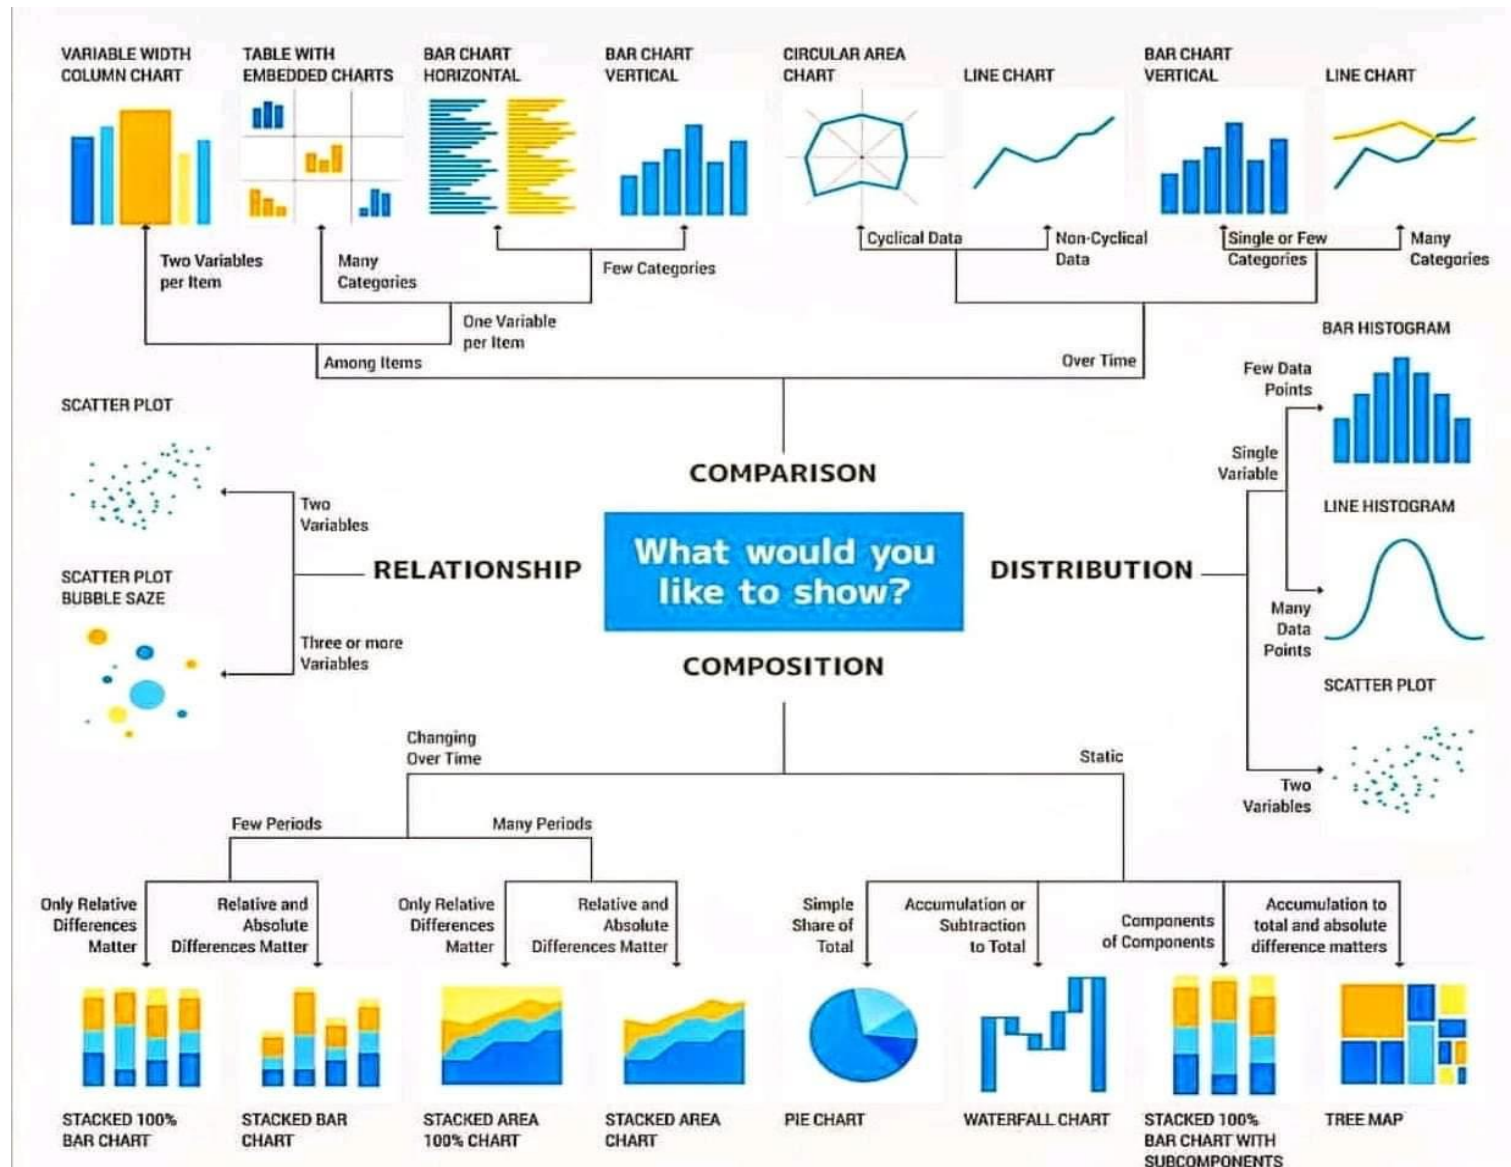 VARIABLE WIDTH
COLUMN CHART
TABLE WITH
EMBEDDED CHARTS
BAR CHART
HORIZONTAL
BAR CHART
VERTICAL
CIRCULAR AREA
CHART
LINE CHART
BAR CHART
VERTICAL
LINE CHART
Two Variables
per Item
Many
Categories
Few Categories
Cyclical Data
Non-Cyclical
Data
Single or Few
Categories
Many
Categories
One Variable
per Item
Among Items
Over Time
SCATTER PLOT
Two
Variables
SCATTER PLOT
BUBBLE SAZE
Three or more
Variables
RELATIONSHIP
COMPARISON
What would you
like to show?
COMPOSITION
DISTRIBUTION
BAR HISTOGRAM
Few Data
Points
Single
Variable
LINE HISTOGRAM
Many
Data
Points
SCATTER PLOT
Two
Variables
Changing
Over Time
Static
Few Periods
Many Periods
Only Relative
Differences
Matter
Relative and
Absolute
Differences Matter
Only Relative
Differences
Matter
Relative and
Absolute
Differences Matter
Simple
Share of
Total
Accumulation or
Subtraction
to Total
Components
of Components
Accumulation to
total and absolute
difference matters
STACKED 100%
BAR CHART
STACKED BAR
CHART
STACKED AREA
100% CHART
STACKED AREA
CHART
PIE CHART
WATERFALL CHART
STACKED 100%
BAR CHART WITH
SUBCOMPONENTS
TREE MAP